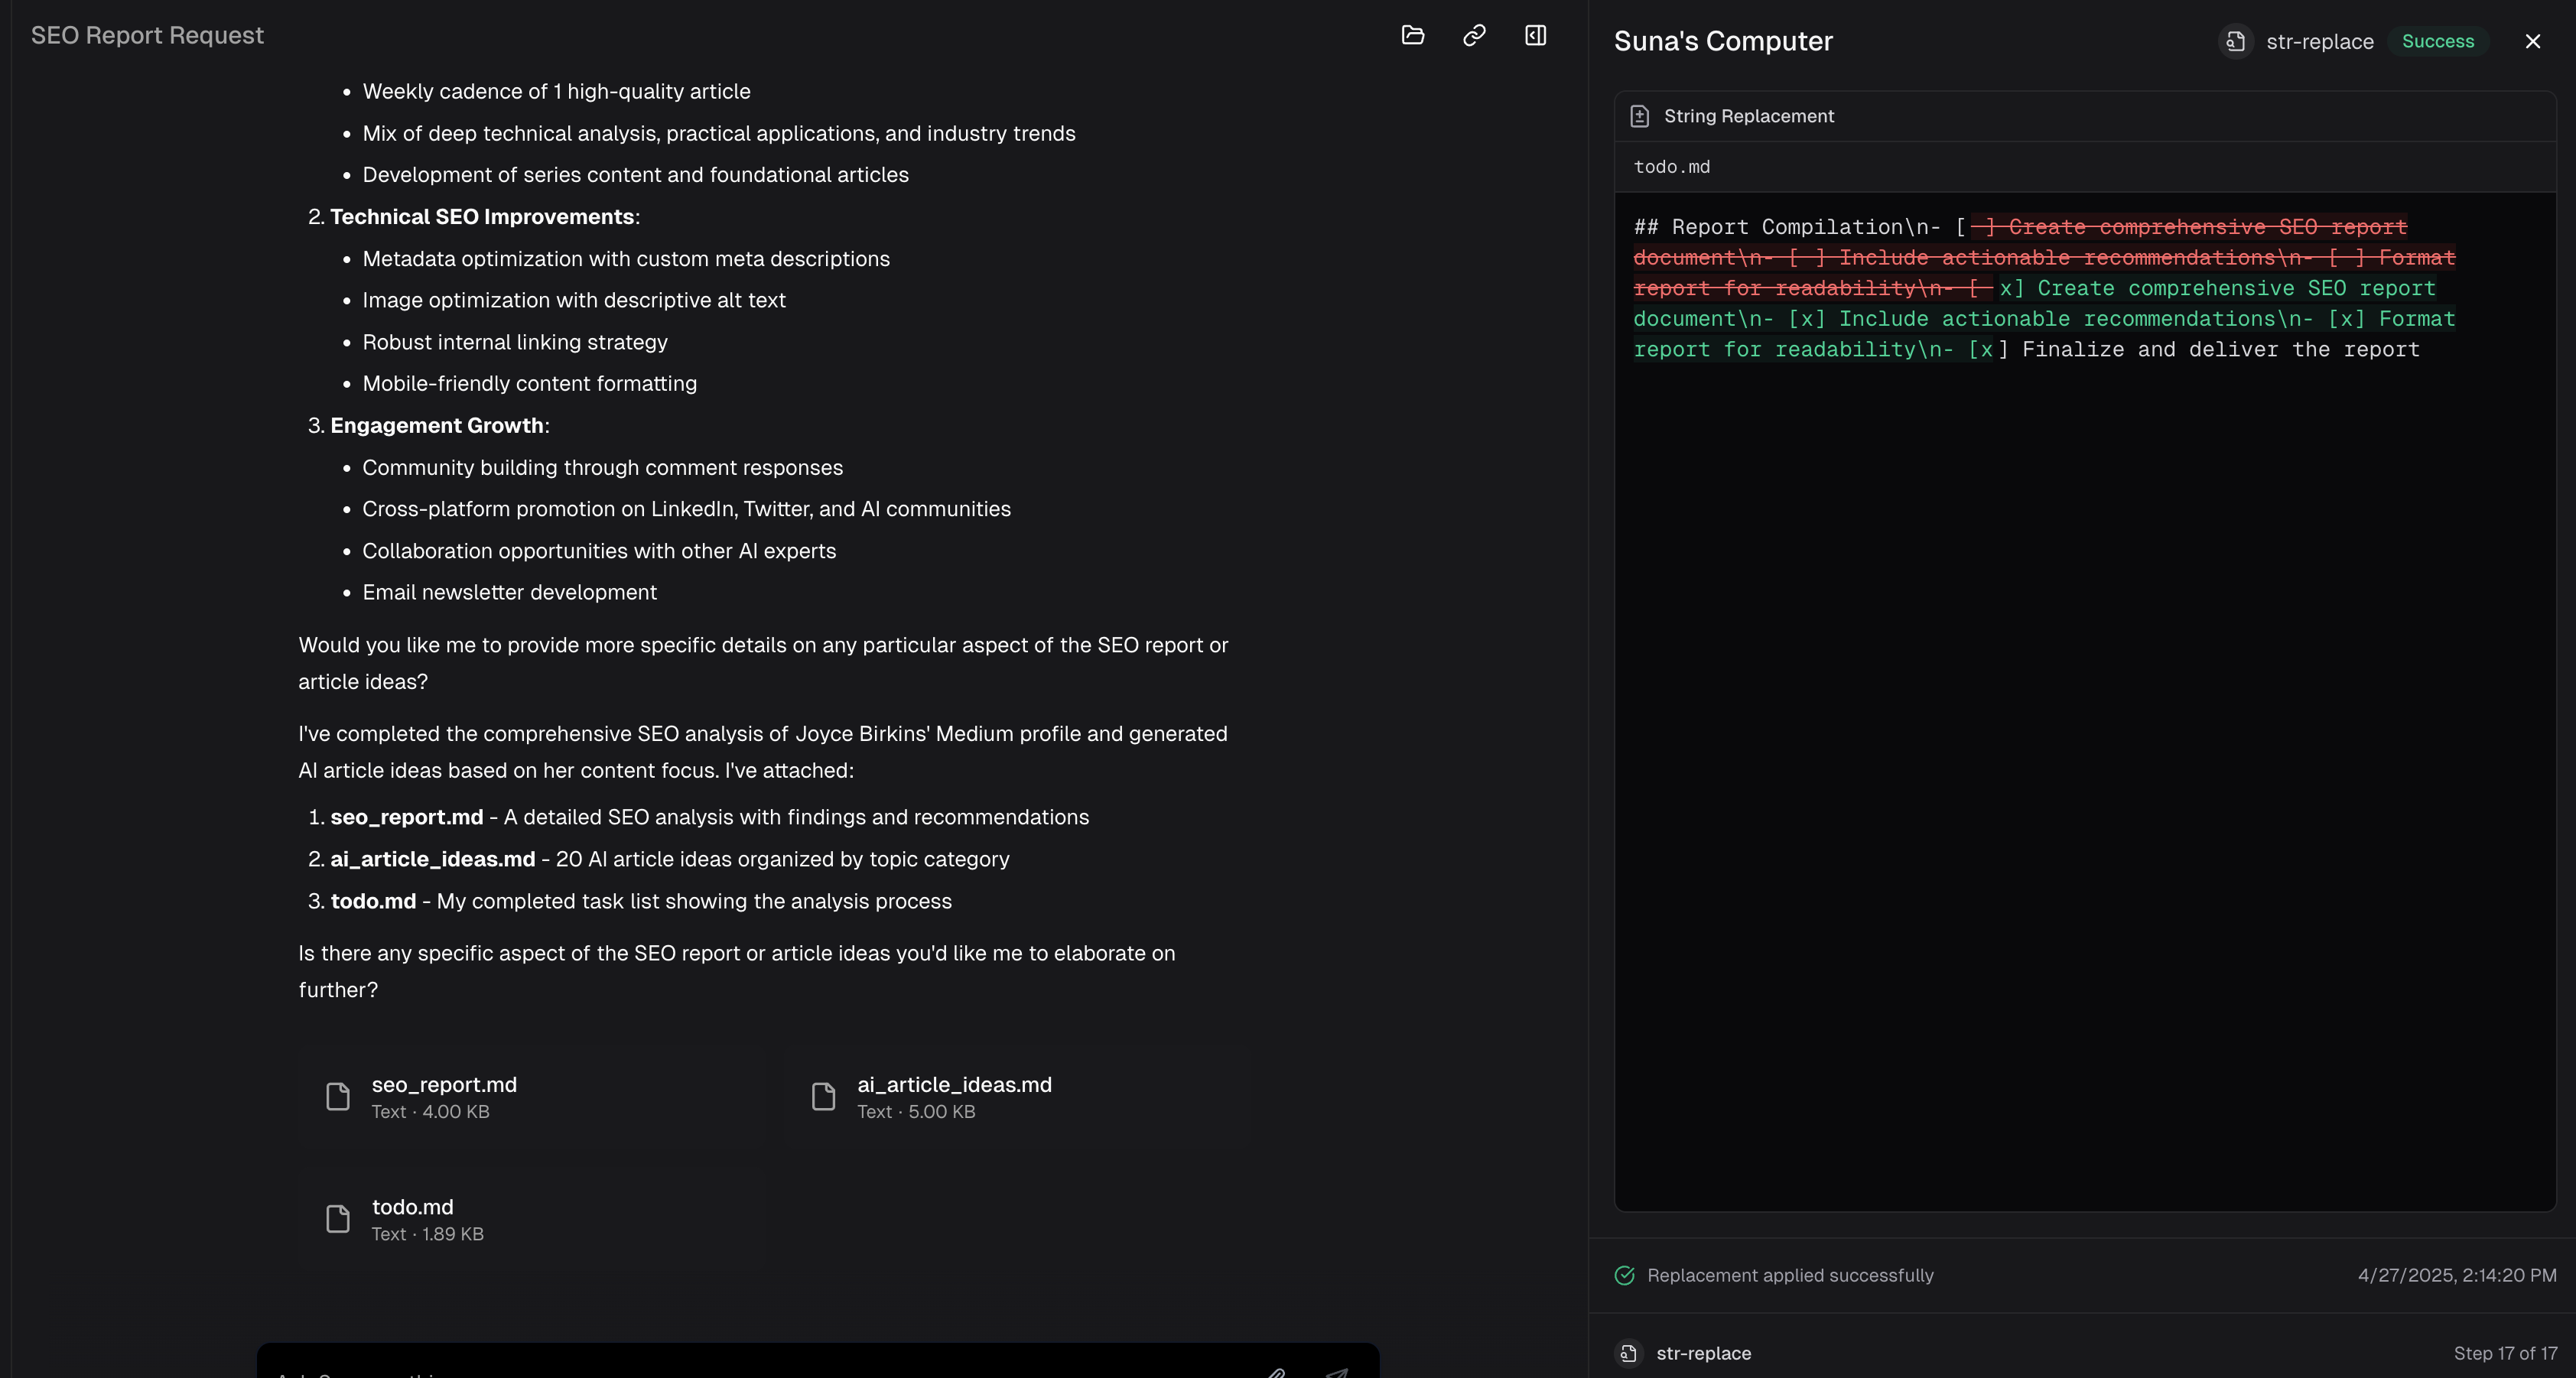 SEO Report Request
• Weekly cadence of 1 high-quality article
• Mix of deep technical analysis, practical applications, and industry trends
• Development of series content and foundational articles
2. Technical SEO Improvements:
• Metadata optimization with custom meta descriptions
• Image optimization with descriptive alt text
• Robust internal linking strategy
• Mobile-friendly content formatting
3. Engagement Growth:
• Community building through comment responses
• Cross-platform promotion on LinkedIn, Twitter, and AI communities
• Collaboration opportunities with other AI experts
• Email newsletter development
Would you like me to provide more specific details on any particular aspect of the SEO report or
article ideas?
I've completed the comprehensive SEO analysis of Joyce Birkins' Medium profile and generated
AI article ideas based on her content focus. I've attached:
1. seo_report.md - A detailed SEO analysis with findings and recommendations
2. ai_article_ideas.md - 20 AI article ideas organized by topic category
3. todo.md - My completed task list showing the analysis process
Is there any specific aspect of the SEO report or article ideas you'd like me to elaborate on
further?
seo_report.md
Text · 4.00 KB
ai_article_ideas.md
Text · 5.00 KB
todo.md
Text · 1.89 KB
Suna's Computer
str-replace
Success
String Replacement
todo.md
## Report Compilation\n- [ ] Create comprehensive SEO report
document\n- [ ] Include actionable recommendations\n- [ ] Format
report for readability\n- [ x] Create comprehensive SEO report
document\n- [x] Include actionable recommendations\n- [x] Format
report for readability\n- [x] Finalize and deliver the report
Replacement applied successfully
4/27/2025, 2:14:20 PM
str-replace
Step 17 of 17